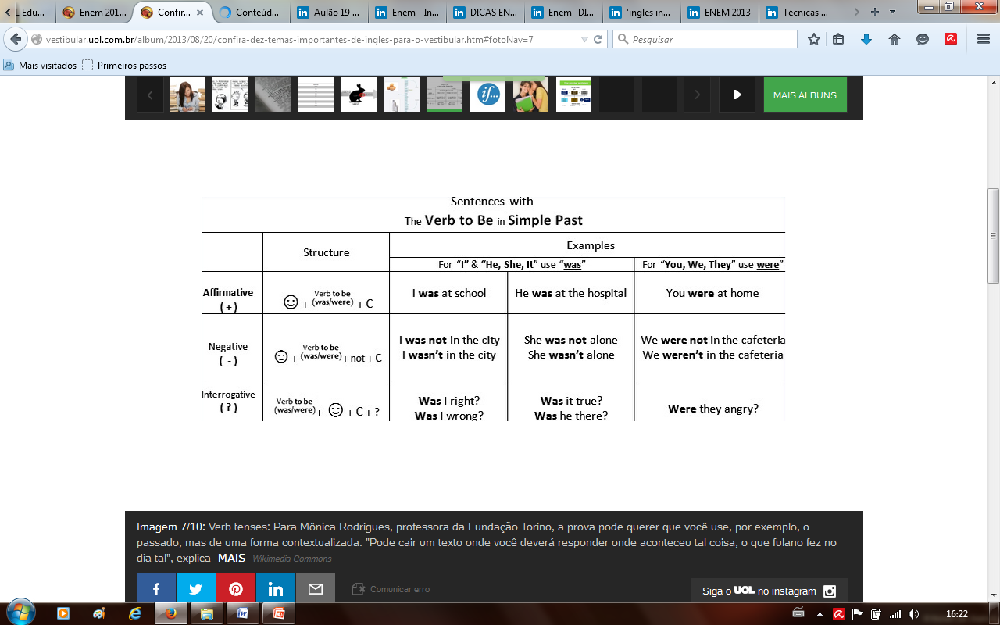 L Edu...
Enem 201...
Confir...
Conteúd...
Aulão 19 ...
Enem - In...
DICAS EN...
Enem -DI...
'ingles in...
ENEM 2013
Técnicas ...
vestibular.uol.com.br/album/2013/08/20/confira-dez-temas-importantes-de-ingles-para-o-vestibular.htm#fotoNav=7
Pesquisar
Mais visitados
Primeiros passos
if...
MAIS ÁLBUNS
Sentences with
The Verb to Be in Simple Past
Structure
Examples
For “I” & “He, She, It” use “was”
For “You, We, They” use were”
Affirmative
( + )
☺ + Verb to be (was/were) + C
I was at school
He was at the hospital
You were at home
Negative
( - )
☺ + Verb to be (was/were) + not + C
I was not in the city
I wasn’t in the city
She was not alone
She wasn’t alone
We were not in the cafeteria
We weren’t in the cafeteria
Interrogative
( ? )
Verb to be (was/were) + ☺ + C + ?
Was I right?
Was I wrong?
Was it true?
Was he there?
Were they angry?
Imagem 7/10: Verb tenses: Para Mônica Rodrigues, professora da Fundação Torino, a prova pode querer que você use, por exemplo, o
passado, mas de uma forma contextualizada. "Pode cair um texto onde você deverá responder onde aconteceu tal coisa, o que fulano fez no
dia tal", explica MAIS Wikimedia Commons
Comunicar erro
Siga o UOL no instagram
16:22